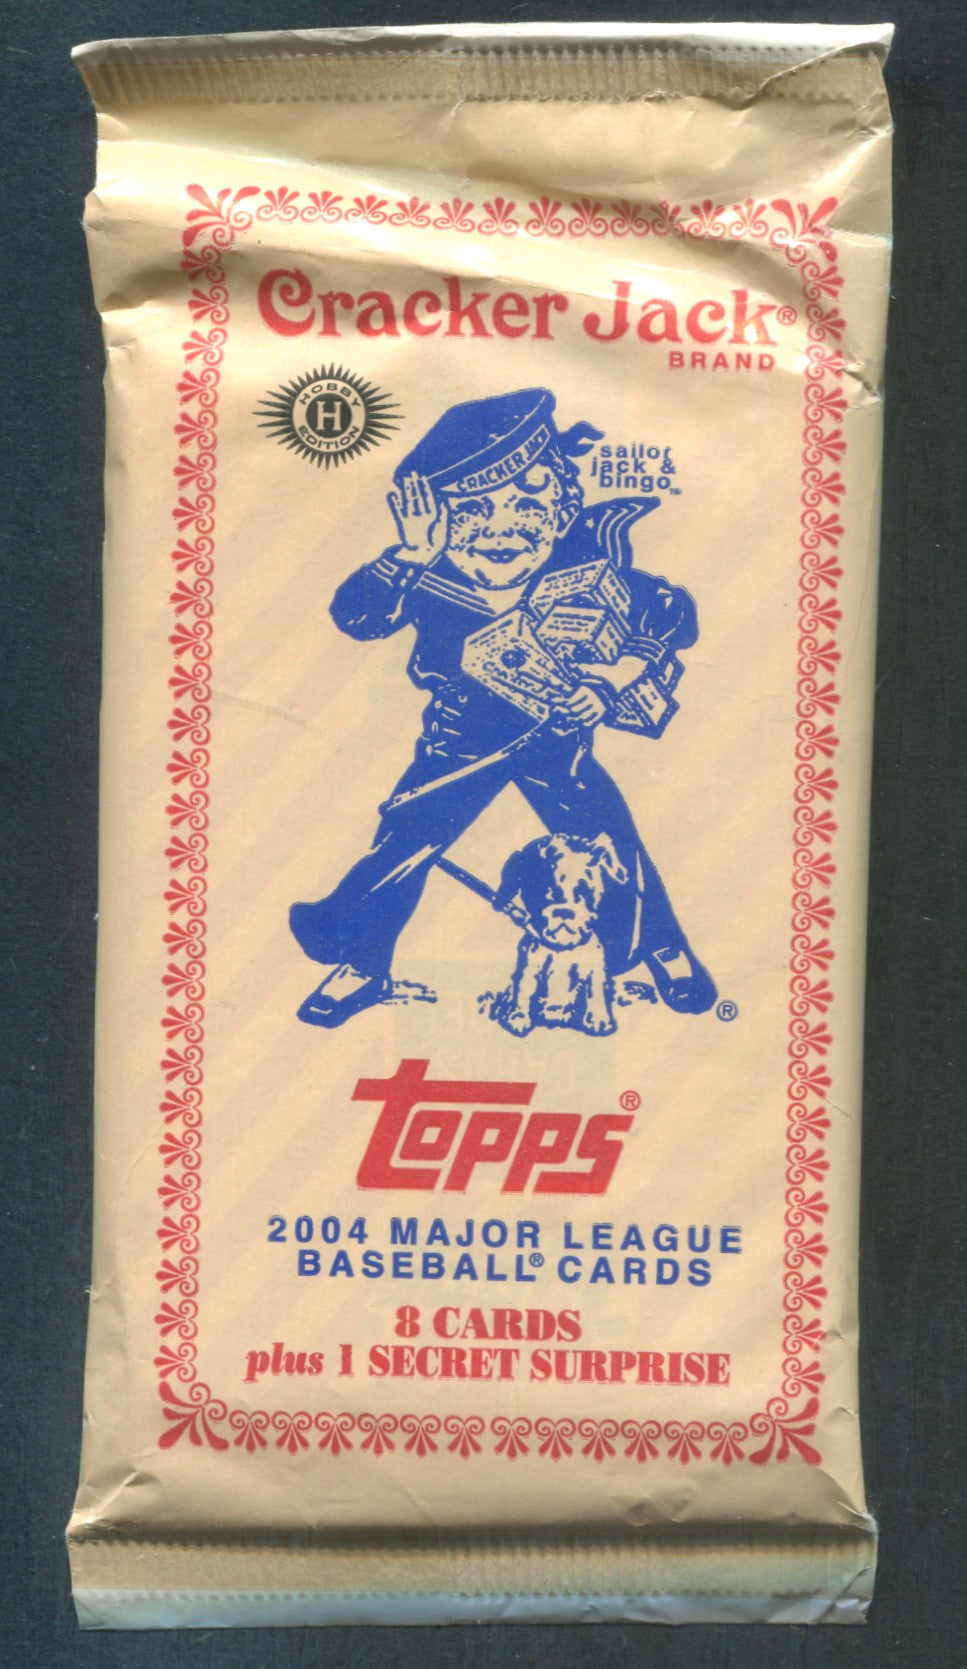 Cracker Jack®
BRAND
HOBBY
H
EDITION
CRACKER JACK
sailor
jack &
bingo™
®
topps®
2004 MAJOR LEAGUE
BASEBALL® CARDS
8 CARDS
plus 1 SECRET SURPRISE